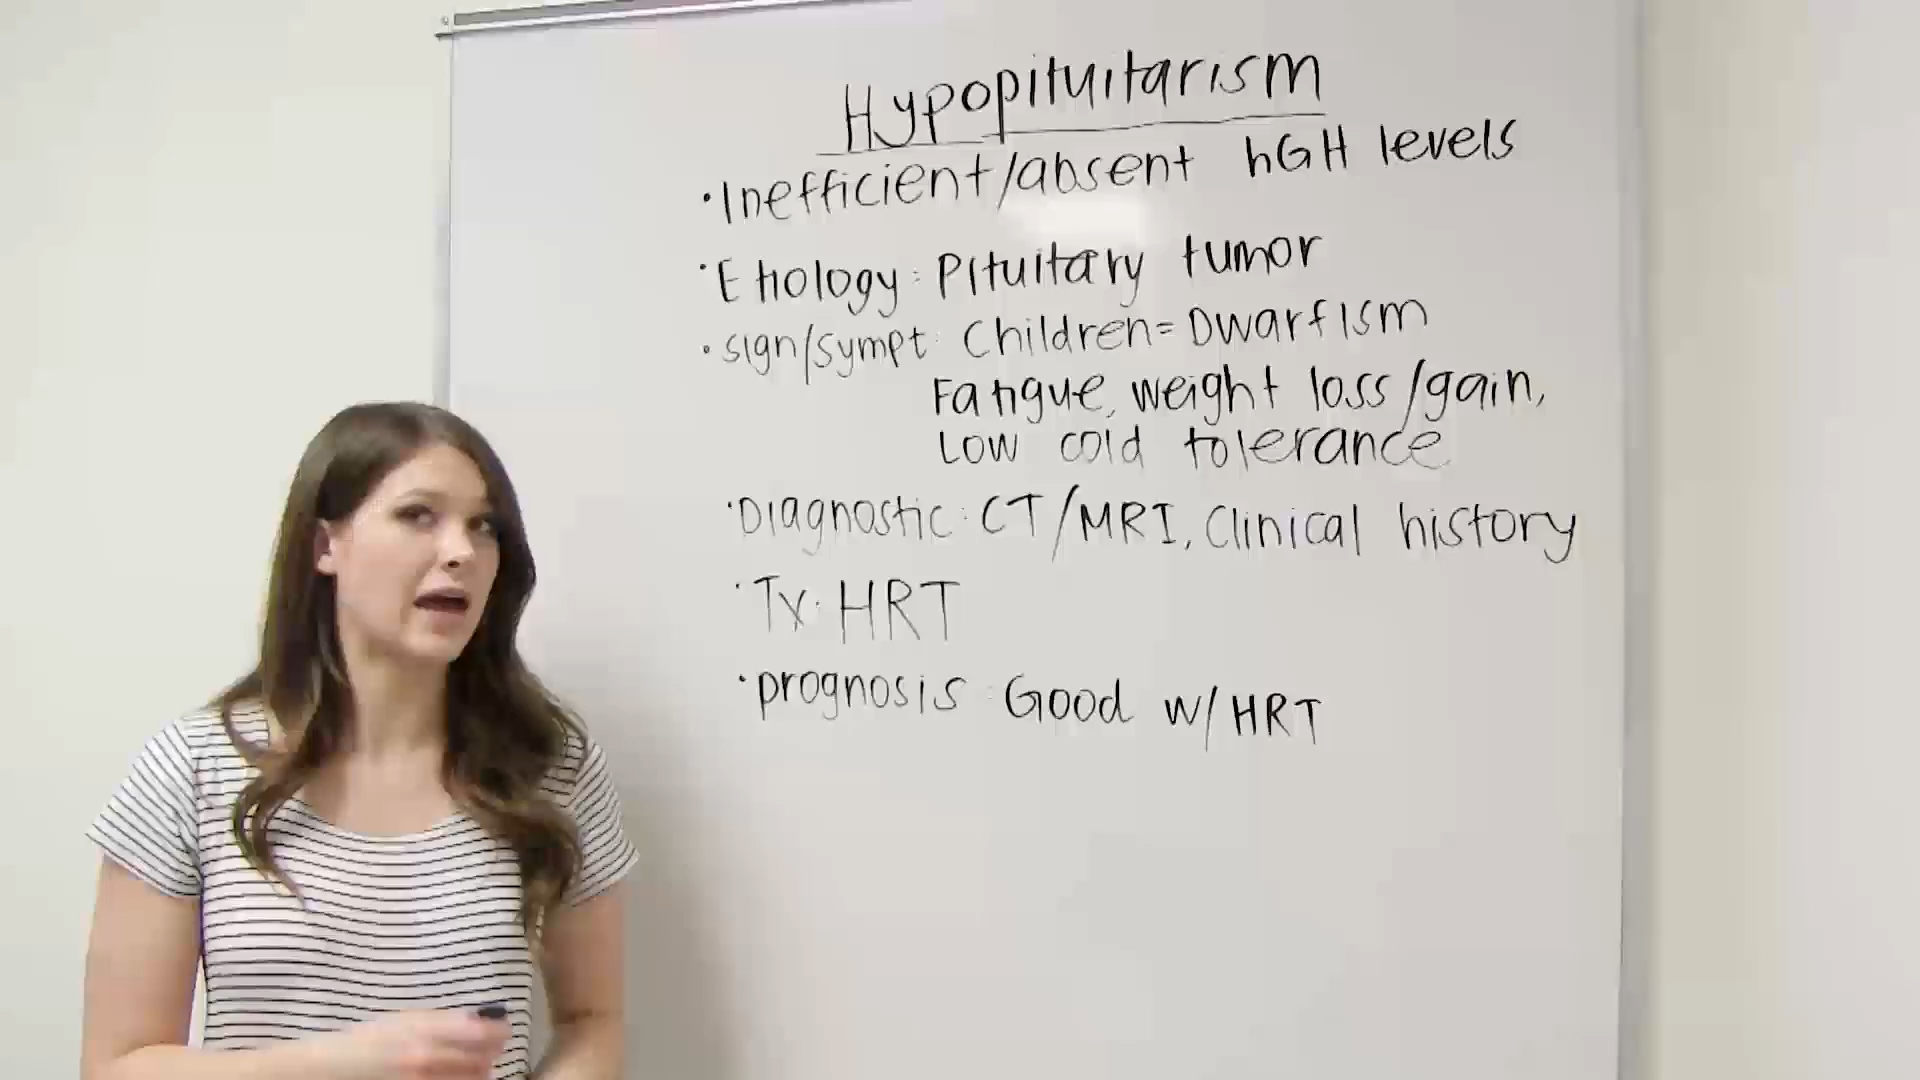 Hypopituitarism
·Inefficient/absent hGH levels
·Etiology: Pituitary tumor
·sign/sympt: Children=Dwarfism
Fatigue, weight loss/gain,
Low cold tolerance
·Diagnostic: CT/MRI, Clinical history
·Tx: HRT
·prognosis: Good w/HRT